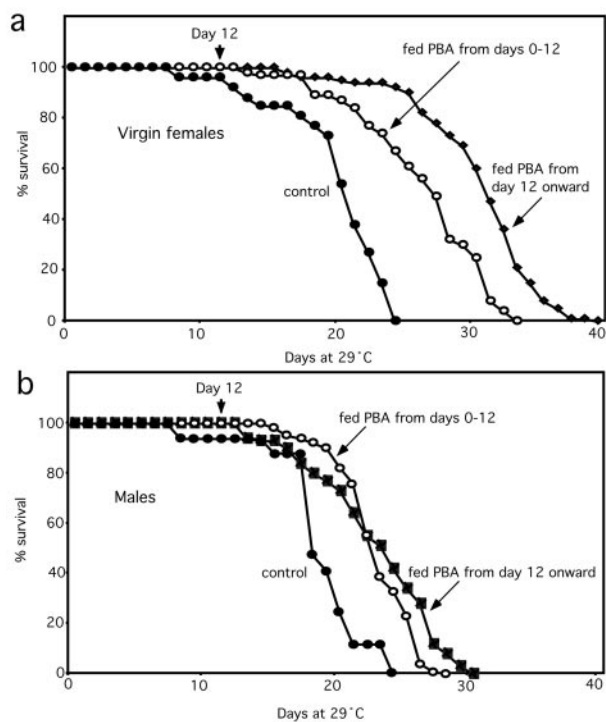 a
Day 12
fed PBA from days 0-12
100
80
60
40
20
0
% survival
Virgin females
control
fed PBA from
day 12 onward
0
10
20
30
40
Days at 29˚C
b
Day 12
fed PBA from days 0-12
100
80
60
40
20
0
% survival
Males
control
fed PBA from day 12 onward
0
10
20
30
40
Days at 29˚C